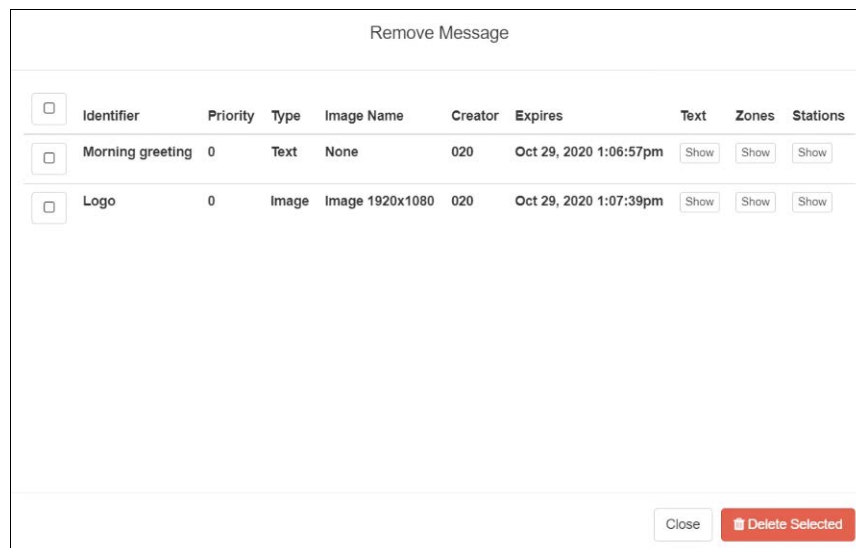 Remove Message
Identifier Priority Type Image Name Creator Expires Text Zones Stations
Morning greeting 0 Text None 020 Oct 29, 2020 1:06:57pm Show Show Show
Logo 0 Image Image 1920x1080 020 Oct 29, 2020 1:07:39pm Show Show Show
Close Delete Selected